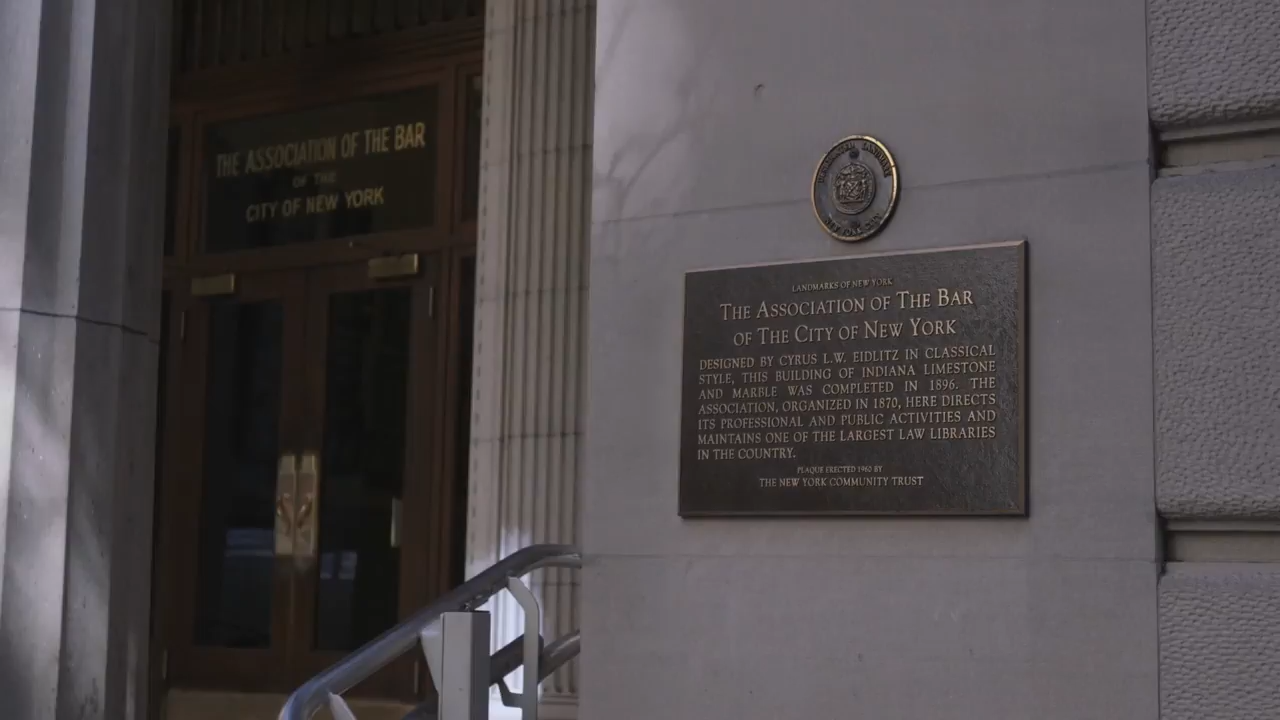 THE ASSOCIATION OF THE BAR
OF THE
CITY OF NEW YORK
NEW YORK CITY
LANDMARKS OF NEW YORK
THE ASSOCIATION OF THE BAR
OF THE CITY OF NEW YORK
DESIGNED BY CYRUS L.W. EIDLITZ IN CLASSICAL
STYLE, THIS BUILDING OF INDIANA LIMESTONE
AND MARBLE WAS COMPLETED IN 1896. THE
ASSOCIATION, ORGANIZED IN 1870, HERE DIRECTS
ITS PROFESSIONAL AND PUBLIC ACTIVITIES AND
MAINTAINS ONE OF THE LARGEST LAW LIBRARIES
IN THE COUNTRY.
PLAQUE ERECTED 1960 BY
THE NEW YORK COMMUNITY TRUST